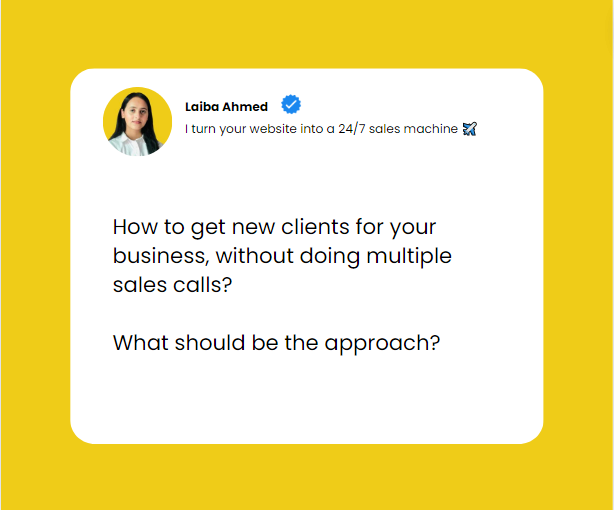 Laiba Ahmed
I turn your website into a 24/7 sales machine ✈️
How to get new clients for your
business, without doing multiple
sales calls?
What should be the approach?